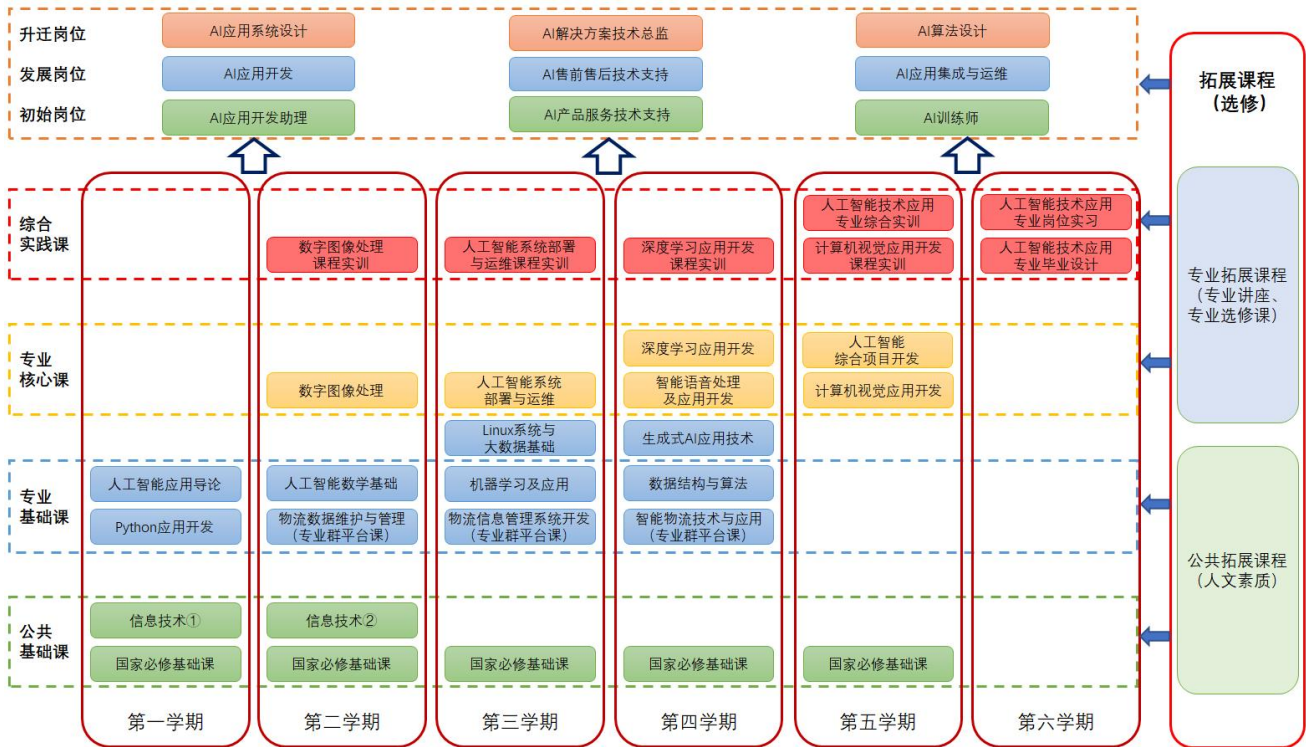 升迁岗位
AI应用系统设计
AI解决方案技术总监
AI算法设计
发展岗位
AI应用开发
AI售前售后技术支持
AI应用集成与运维
初始岗位
AI应用开发助理
AI产品服务技术支持
AI训练师
拓展课程
(选修)
综合
实践课
数字图像处理
课程实训
人工智能系统部署
与运维课程实训
深度学习应用开发
课程实训
人工智能技术应用
专业综合实训
计算机视觉应用开发
课程实训
人工智能技术应用
专业岗位实习
人工智能技术应用
专业毕业设计
专业拓展课程
（专业讲座、
专业选修课）
专业
核心课
数字图像处理
人工智能系统
部署与运维
深度学习应用开发
智能语音处理
及应用开发
人工智能
综合项目开发
计算机视觉应用开发
Linux系统与
大数据基础
生成式AI应用技术
专业
基础课
人工智能应用导论
Python应用开发
人工智能数学基础
物流数据维护与管理
（专业群平台课）
机器学习及应用
物流信息管理系统开发
（专业群平台课）
数据结构与算法
智能物流技术与应用
（专业群平台课）
公共拓展课程
（人文素质）
公共
基础课
信息技术①
信息技术②
国家必修基础课
国家必修基础课
国家必修基础课
国家必修基础课
国家必修基础课
第一学期
第二学期
第三学期
第四学期
第五学期
第六学期